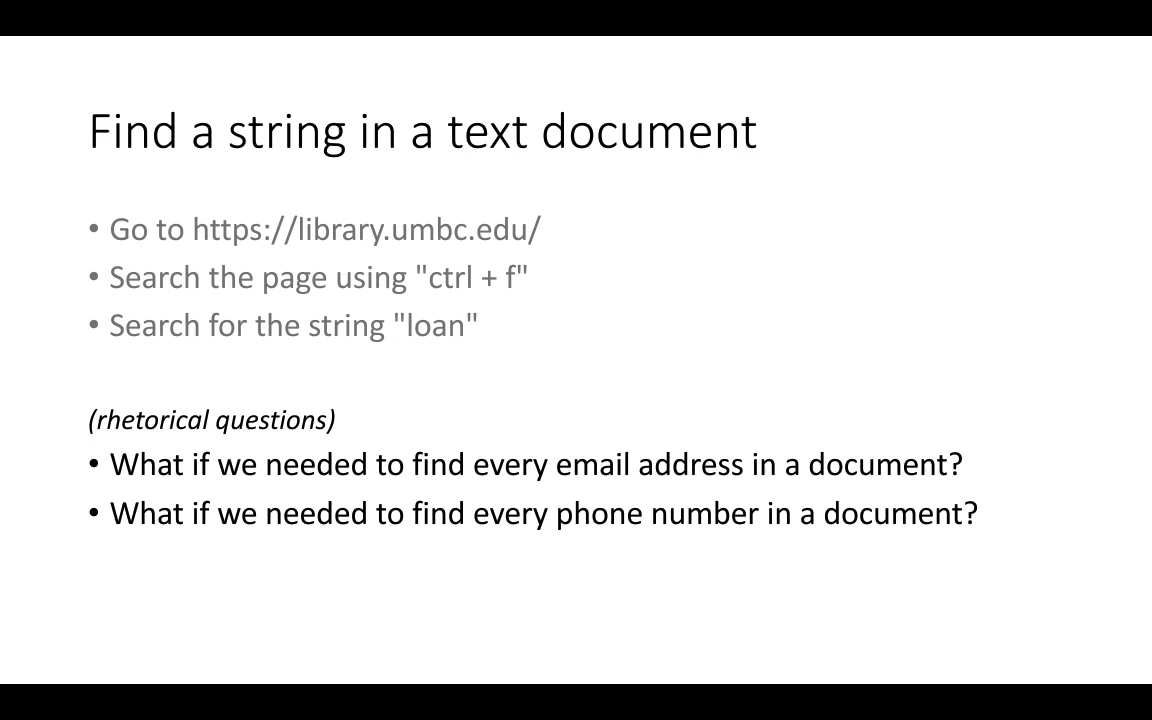 Find a string in a text document
• Go to https://library.umbc.edu/
• Search the page using "ctrl + f"
• Search for the string "loan"
(rhetorical questions)
• What if we needed to find every email address in a document?
• What if we needed to find every phone number in a document?